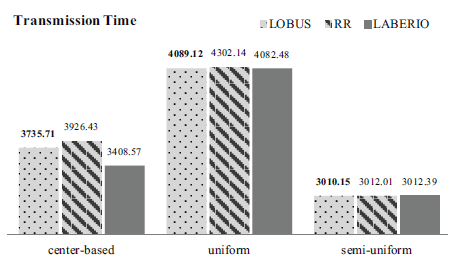 Transmission Time
LOBUS RR LABERIO
4089.12 4302.14 4082.48
3735.71 3926.43 3408.57
3010.15 3012.01 3012.39
center-based uniform semi-uniform